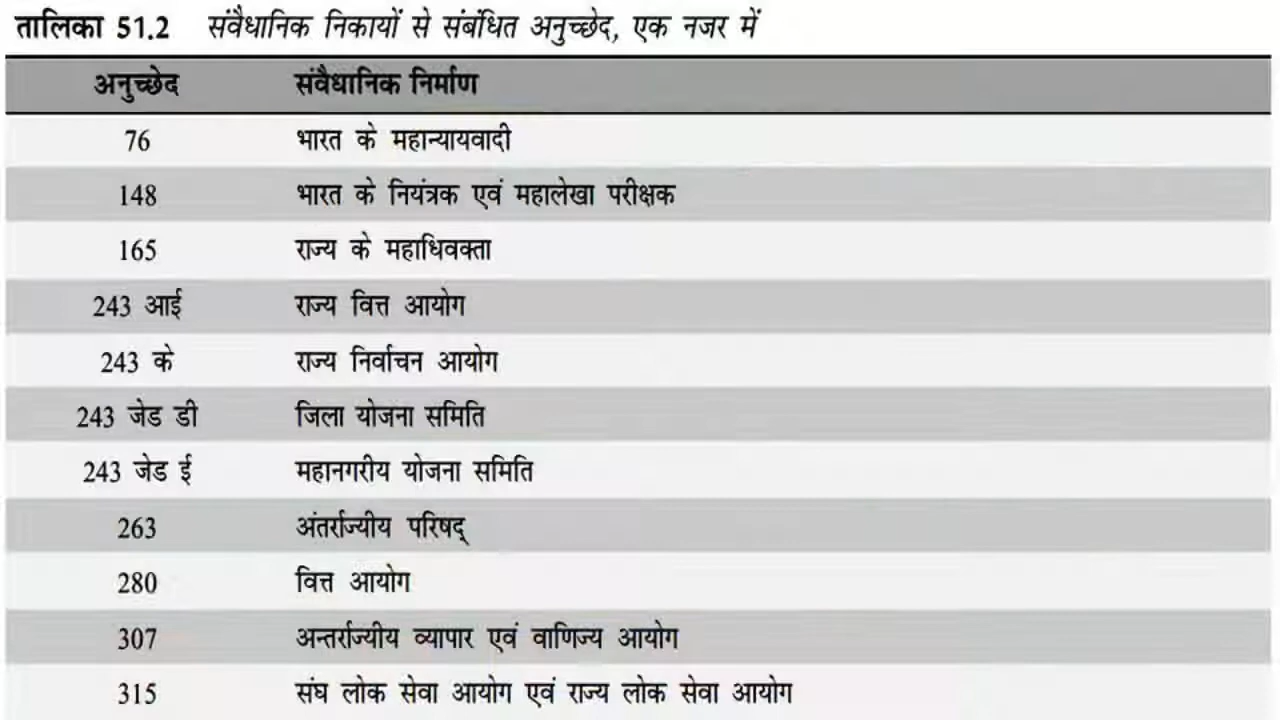 तालिका 51.2 संवैधानिक निकायों से संबंधित अनुच्छेद, एक नजर में
अनुच्छेद संवैधानिक निर्माण
76 भारत के महान्यायवादी
148 भारत के नियंत्रक एवं महालेखा परीक्षक
165 राज्य के महाधिवक्ता
243 आई राज्य वित्त आयोग
243 के राज्य निर्वाचन आयोग
243 जेड डी जिला योजना समिति
243 जेड ई महानगरीय योजना समिति
263 अंतर्राज्यीय परिषद्
280 वित्त आयोग
307 अन्तर्राज्यीय व्यापार एवं वाणिज्य आयोग
315 संघ लोक सेवा आयोग एवं राज्य लोक सेवा आयोग